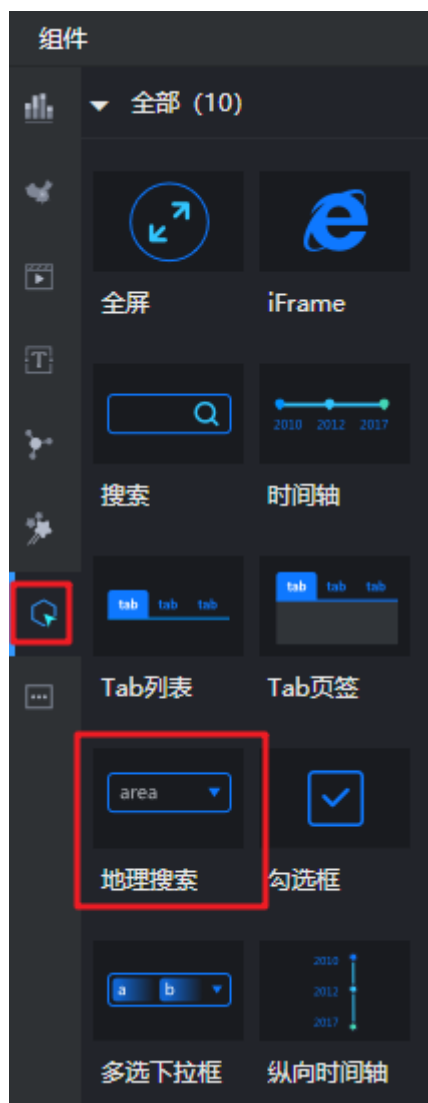 组件
全部 (10)
T
全屏
iFrame
2010 2012 2017
搜索
时间轴
tab tab tab
tab tab tab
Tab列表
Tab页签
area
地理搜索
勾选框
a b
2010
2012
2017
多选下拉框
纵向时间轴